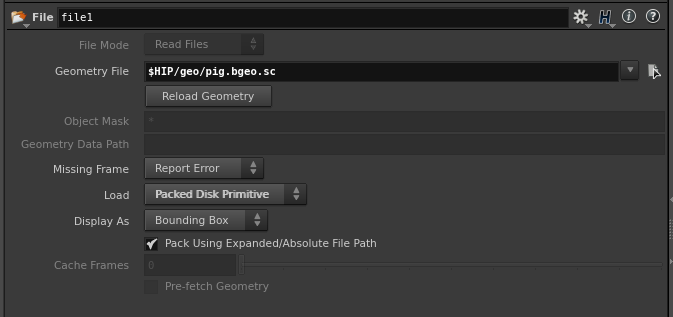 File file1
File Mode Read Files
Geometry File $HIP/geo/pig.bgeo.sc
Reload Geometry
Object Mask *
Geometry Data Path
Missing Frame Report Error
Load Packed Disk Primitive
Display As Bounding Box
Pack Using Expanded/Absolute File Path
Cache Frames 0
Pre-fetch Geometry